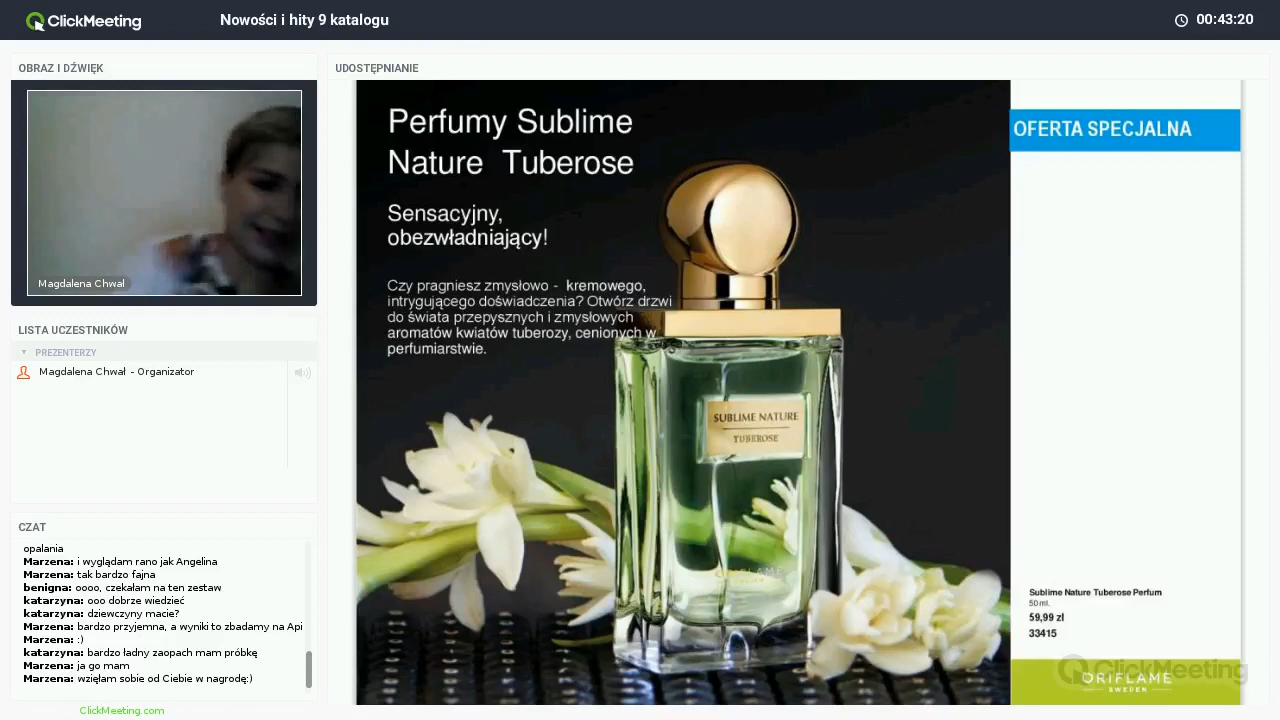 ClickMeeting
Nowości i hity 9 katalogu
00:43:20
OBRAZ I DŹWIĘK
Magdalena Chwal
LISTA UCZESTNIKÓW
PREZENTERZY
Magdalena Chwał - Organizator
CZAT
opalania
Marzena: i wyglądam rano jak Angelina
Marzena: tak bardzo fajna
benigna: oooo, czekałam na ten zestaw
katarzyna: ooo dobrze wiedzieć
katarzyna: dziewczyny macie?
Marzena: bardzo przyjemna, a wyniki to zbadamy na Api
Marzena: :)
katarzyna: bardzo ładny zaopach mam próbkę
Marzena: ja go mam
Marzena: wzięłam sobie od Ciebie w nagrodę:)
ClickMeeting.com
UDOSTĘPNIANIE
Perfumy Sublime
Nature Tuberose
Sensacyjny,
obezwładniający!
Czy pragniesz zmysłowo - kremowego,
intrygującego doświadczenia? Otwórz drzwi
do świata przepysznych i zmysłowych
aromatów kwiatów tuberozy, cenionych w
perfumiarstwie.
SUBLIME NATURE
TUBEROSE
ORIFLAME
OFERTA SPECJALNA
Sublime Nature Tuberose Perfum
50 ml.
59,99 zł
33415
ClickMeeting
ORIFLAME
SWEDEN